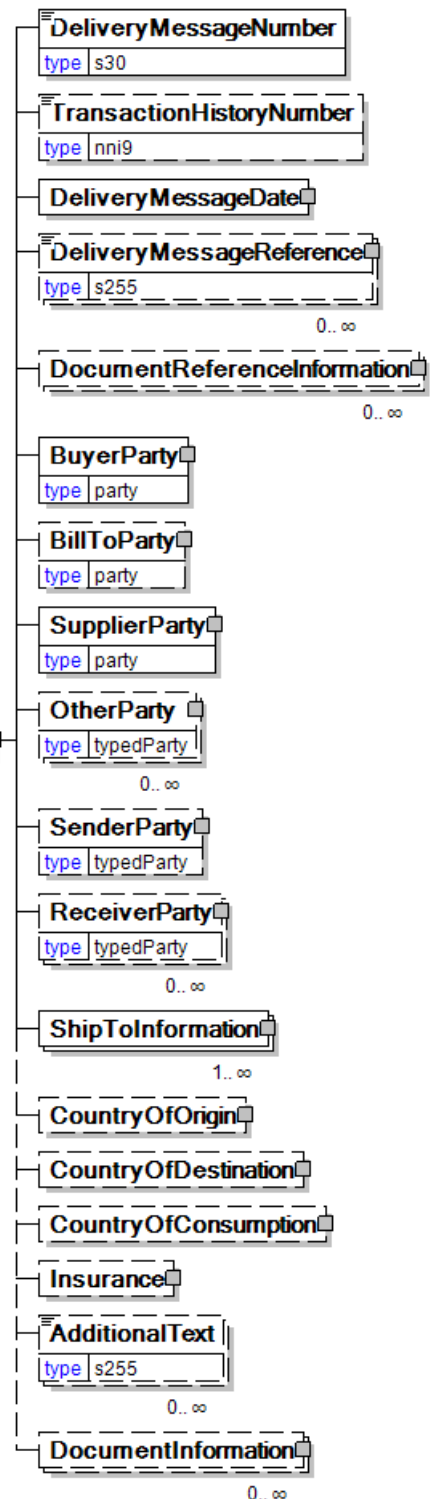 DeliveryMessageNumber
type s30
TransactionHistoryNumber
type nni9
DeliveryMessageDate
DeliveryMessageReference
type s255
0.. ∞
DocumentReferenceInformation
0.. ∞
BuyerParty
type party
BillToParty
type party
SupplierParty
type party
OtherParty
type typedParty
0.. ∞
SenderParty
type typedParty
ReceiverParty
type typedParty
0.. ∞
ShipToInformation
1.. ∞
CountryOfOrigin
CountryOfDestination
CountryOfConsumption
Insurance
AdditionalText
type s255
0.. ∞
DocumentInformation
0.. ∞